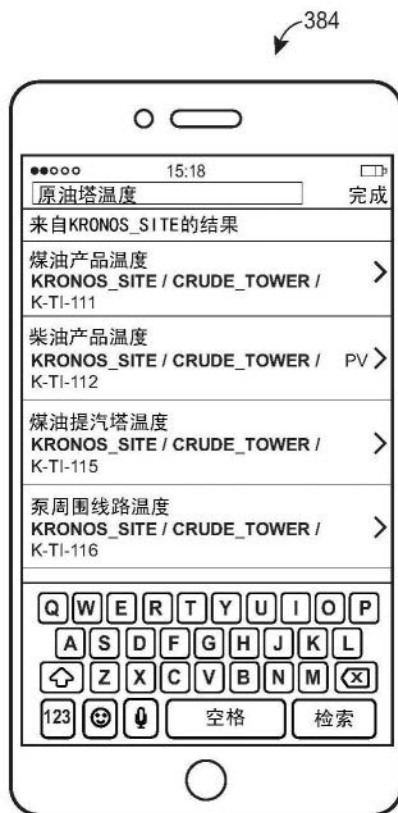 384
15:18
原油塔温度 完成
来自KRONOS_SITE的结果
煤油产品温度
KRONOS_SITE / CRUDE_TOWER /
K-TI-111
柴油产品温度
KRONOS_SITE / CRUDE_TOWER / PV
K-TI-112
煤油提汽塔温度
KRONOS_SITE / CRUDE_TOWER /
K-TI-115
泵周围线路温度
KRONOS_SITE / CRUDE_TOWER /
K-TI-116
Q W E R T Y U I O P
A S D F G H J K L
Z X C V B N M
123 空格 检索